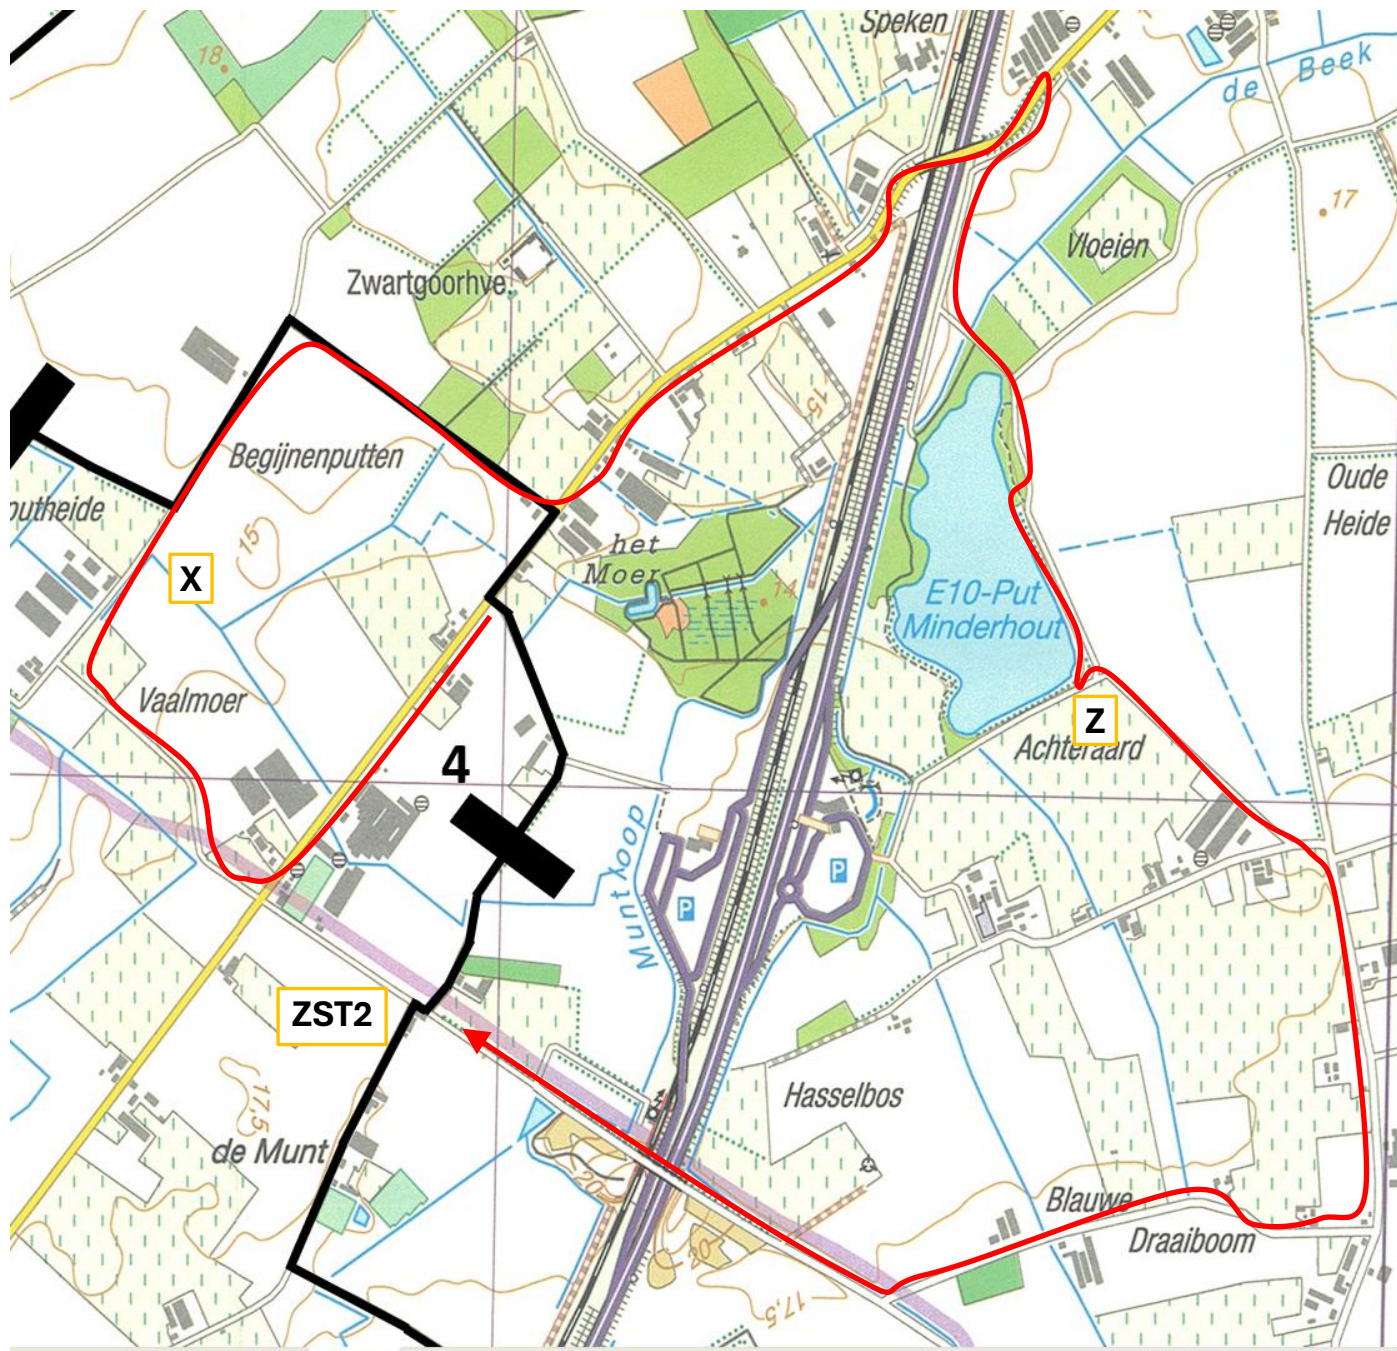 Speken
18
de Beek
17
Vloeien
Zwartgoorhve.
15
Begijnenputten
Oude
Heide
outheide
15
het
Moer
X
14
E10-Put
Minderhout
Vaalmoer
Z
Achteraard
4
Muntloop
P
P
ZST2
Hasselbos
17,5
de Munt
20
Blauwe
Draaiboom
20
17,5